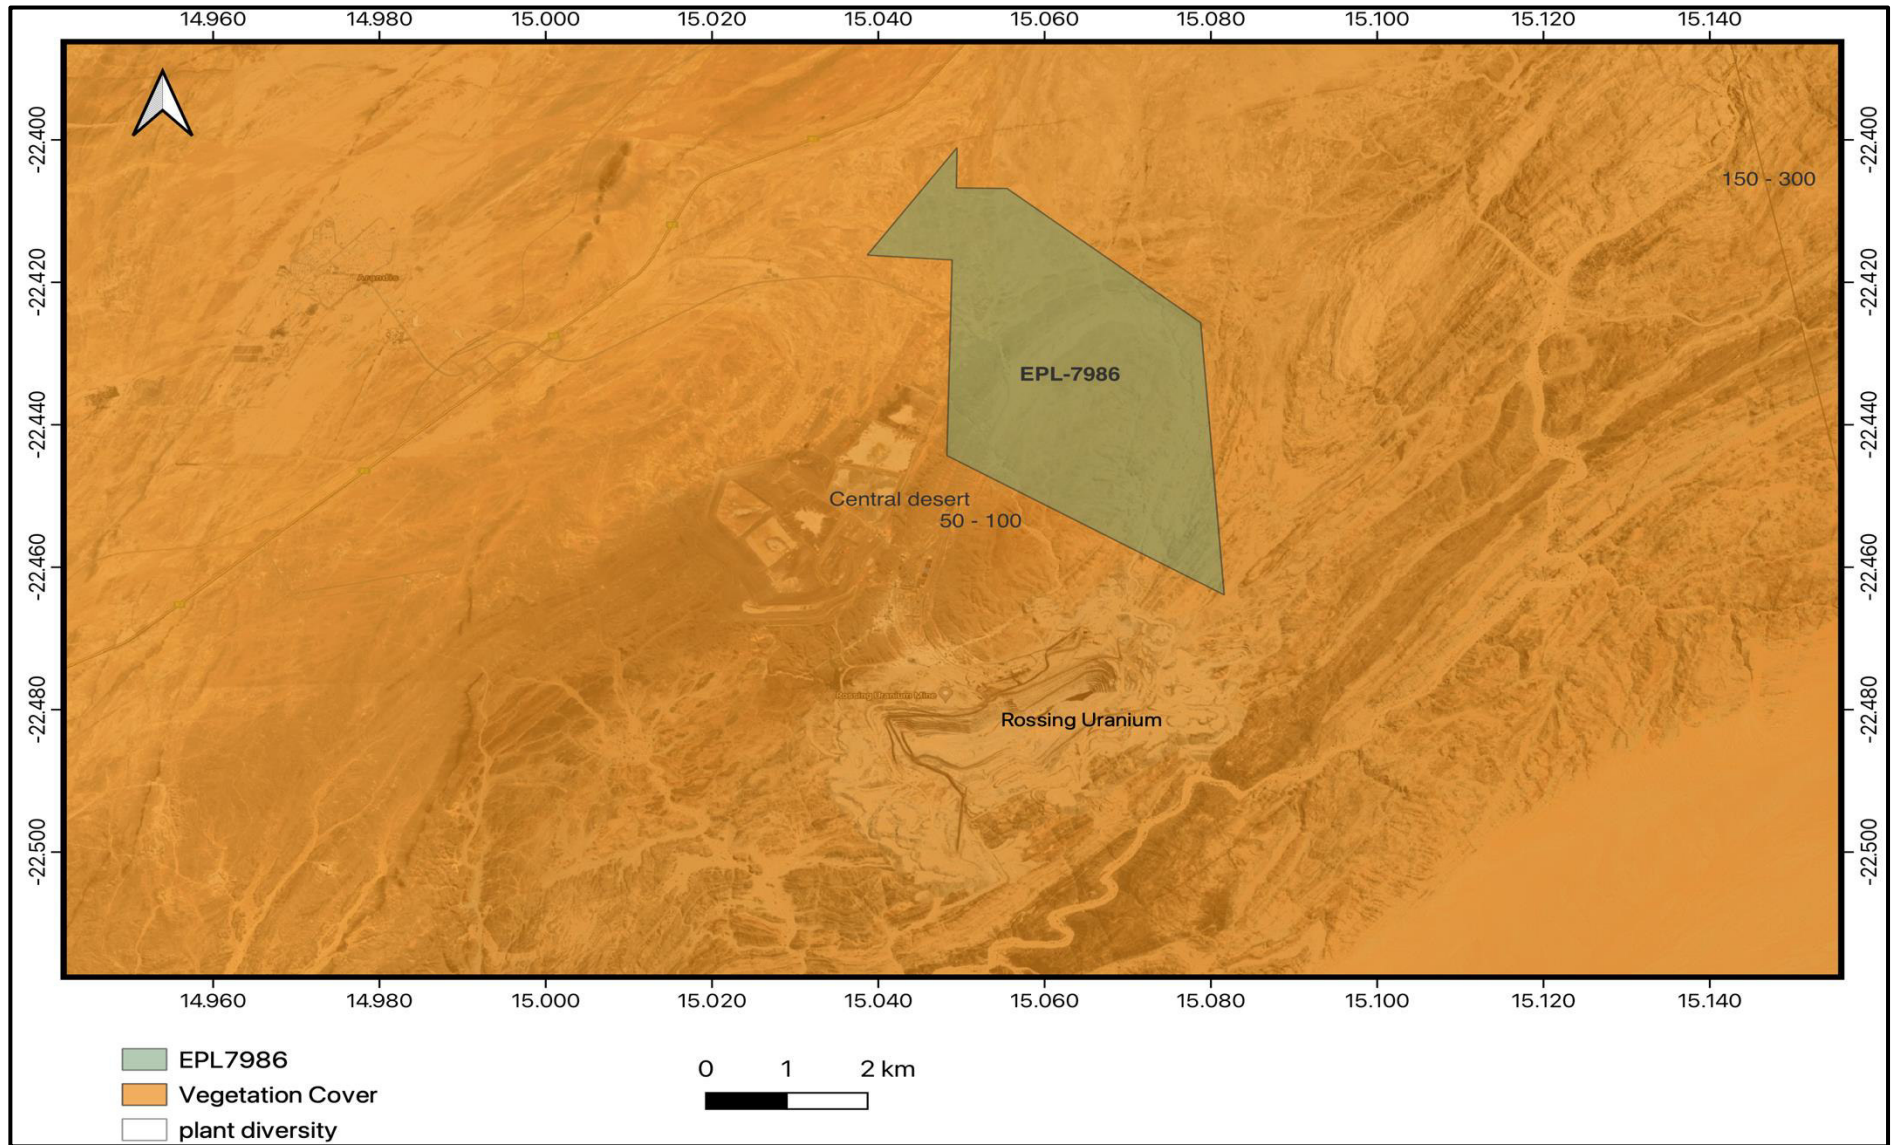 14.960 14.980 15.000 15.020 15.040 15.060 15.080 15.100 15.120 15.140
-22.400 -22.400
150 - 300
Arandis
-22.420 -22.420
EPL-7986
-22.440 -22.440
Central desert
50 - 100
-22.460 -22.460
Rossing Uranium Mine
-22.480 -22.480
Rossing Uranium
-22.500 -22.500
14.960 14.980 15.000 15.020 15.040 15.060 15.080 15.100 15.120 15.140
EPL7986
Vegetation Cover
plant diversity
0 1 2 km